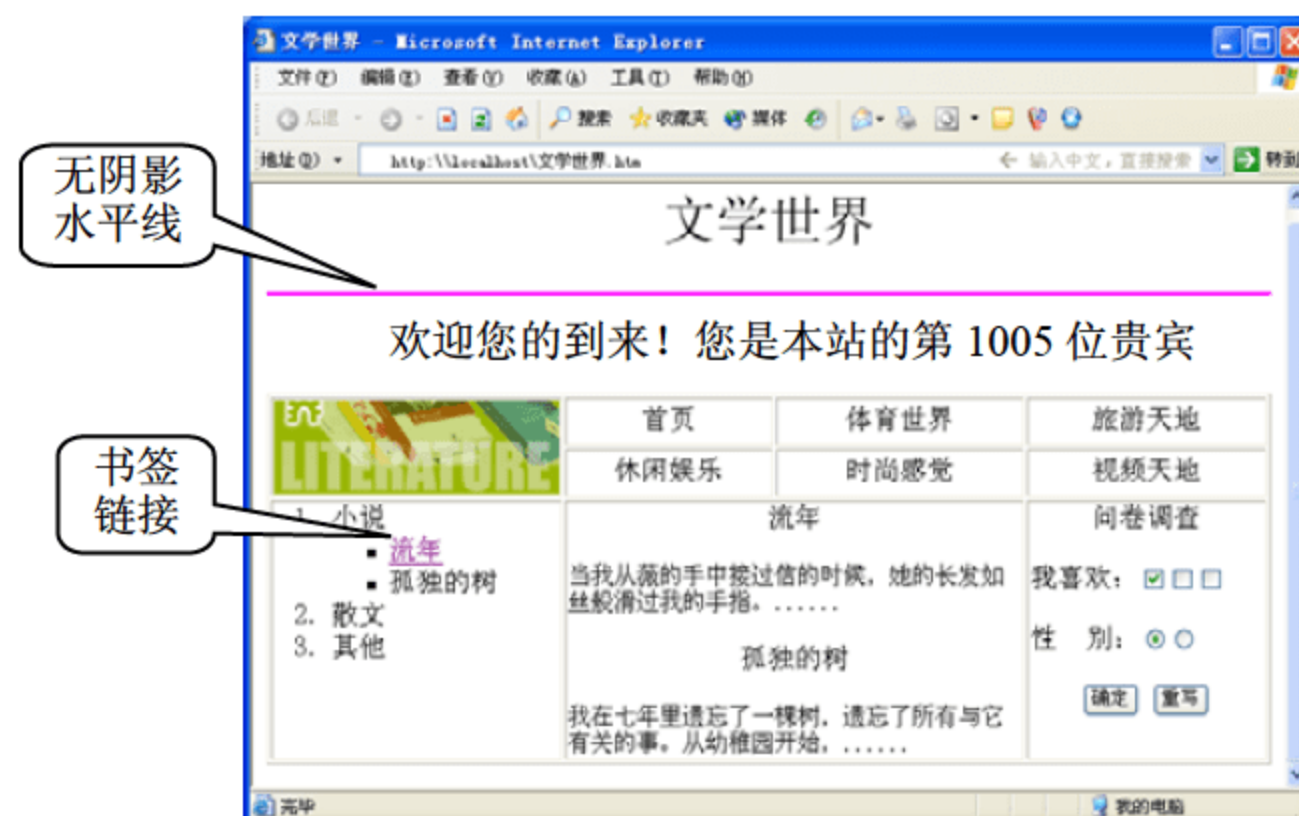 文学世界 - Microsoft Internet Explorer
文件(F) 编辑(E) 查看(V) 收藏(A) 工具(T) 帮助(H)
后退 搜索 收藏夹 媒体
地址(D) http:\\localhost\文学世界.htm 输入中文，直接搜索 转到
无阴影
水平线
文学世界
欢迎您的到来！您是本站的第 1005 位贵宾
LITERATURE
首页 体育世界 旅游天地
休闲娱乐 时尚感觉 视频天地
书签
链接
1. 小说
▪ 流年
▪ 孤独的树
2. 散文
3. 其他
流年
当我从薇的手中接过信的时候，她的长发如
丝般滑过我的手指。......
孤独的树
我在七年里遗忘了一棵树，遗忘了所有与它
有关的事。从幼稚园开始，......
问卷调查
我喜欢：
性 别：
确定 重写
完毕 我的电脑